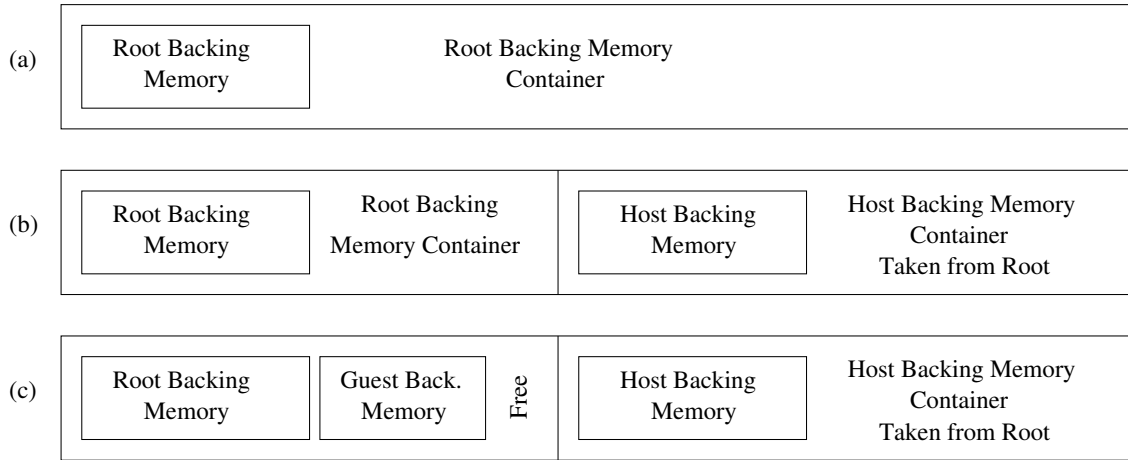 (a)
Root Backing
Memory
Root Backing Memory
Container
(b)
Root Backing
Memory
Root Backing
Memory Container
Host Backing
Memory
Host Backing Memory
Container
Taken from Root
(c)
Root Backing
Memory
Guest Back.
Memory
Free
Host Backing
Memory
Host Backing Memory
Container
Taken from Root